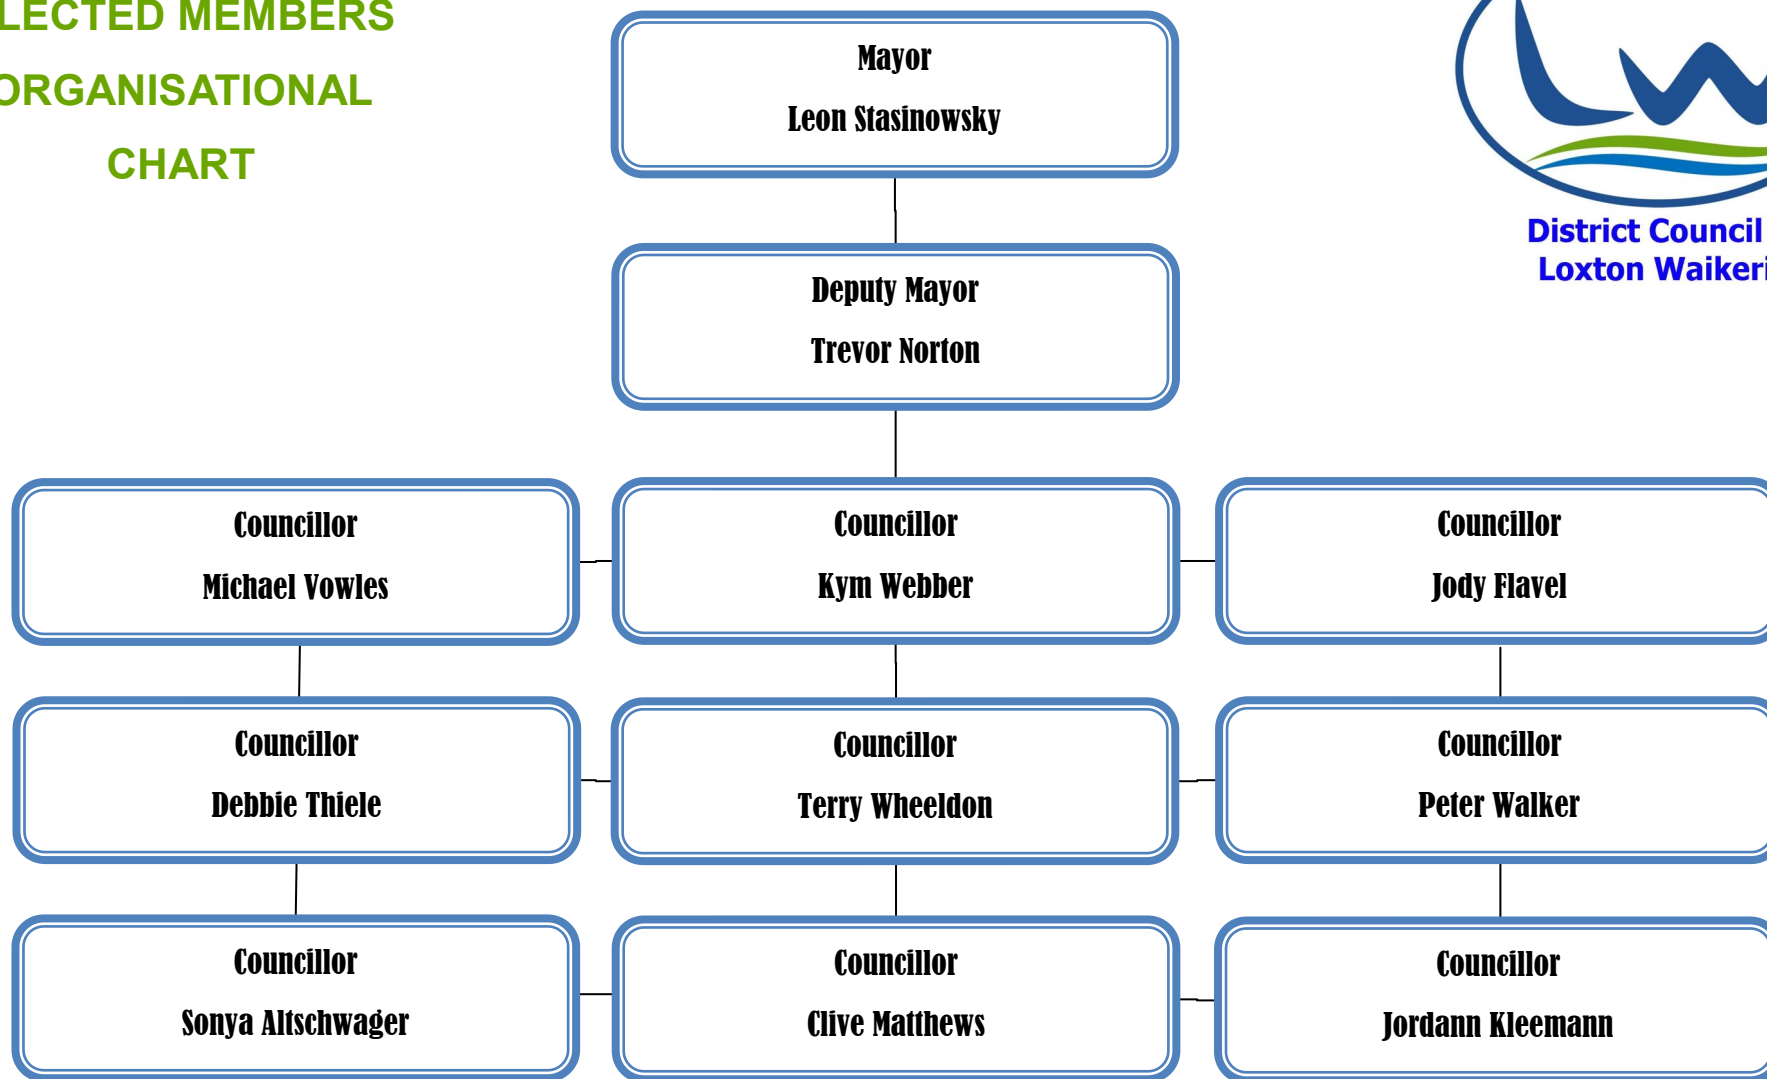 LECTED MEMBERS
ORGANISATIONAL
CHART
Mayor
Leon Stasinowsky
LW
District Council
Loxton Waikeri
Deputy Mayor
Trevor Norton
Councillor
Michael Vowles
Councillor
Kym Webber
Councillor
Jody Flavel
Councillor
Debbie Thiele
Councillor
Terry Wheeldon
Councillor
Peter Walker
Councillor
Sonya Altschwager
Councillor
Clive Matthews
Councillor
Jordann Kleemann